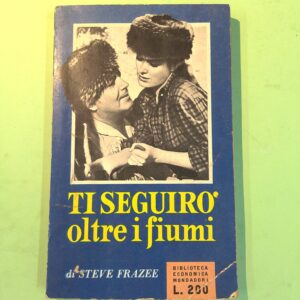 TI SEGUIRO'
oltre i fiumi
di STEVE FRAZEE
BIBLIOTECA
ECONOMICA
MONDADORI
L. 200